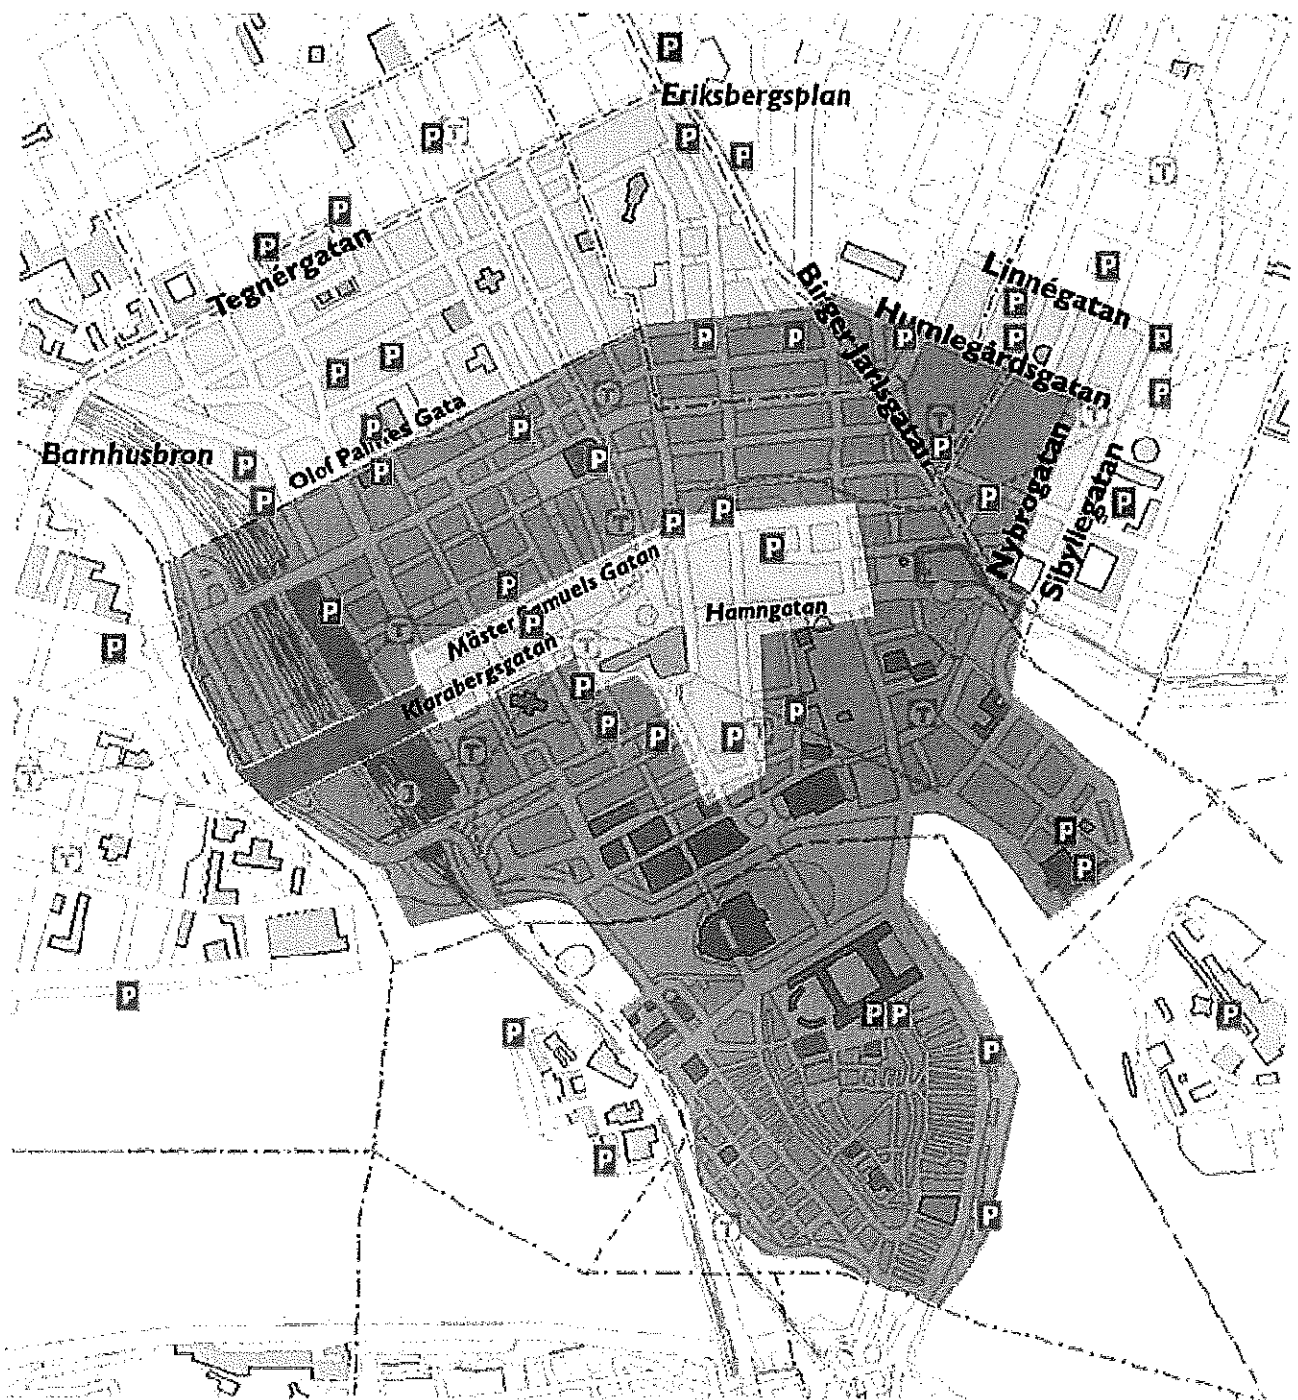 P
Eriksbergsplan
P
P
P
T
T
P
P
Tegnérgatan
P
Linnégatan
Birger Jarlsgatan
Humlegårdsgatan
P
P
P
P
P
P
P
P
P
T
T
T
Olof Palmes Gata
P
P
Barnhusbron
P
P
P
P
P
P
Nybrogatan
Sibyllegatan
P
P
P
P
T
P
Mäster Samuels Gatan
P
P
Hamngatan
P
P
T
T
P
Klarabergsgatan
P
P
P
P
P
T
T
T
T
P
P
P
P
P
P
P
P
P
P
T
P